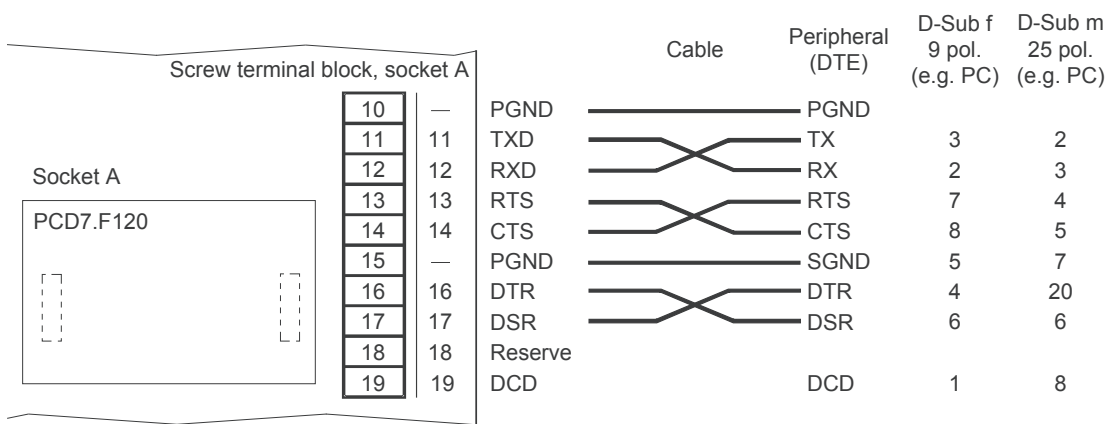 Cable Peripheral (DTE) D-Sub f 9 pol. (e.g. PC) D-Sub m 25 pol. (e.g. PC)
Screw terminal block, socket A
10 — PGND PGND
11 11 TXD TX 3 2
12 12 RXD RX 2 3
Socket A
13 13 RTS RTS 7 4
PCD7.F120
14 14 CTS CTS 8 5
15 — PGND SGND 5 7
16 16 DTR DTR 4 20
17 17 DSR DSR 6 6
18 18 Reserve
19 19 DCD DCD 1 8